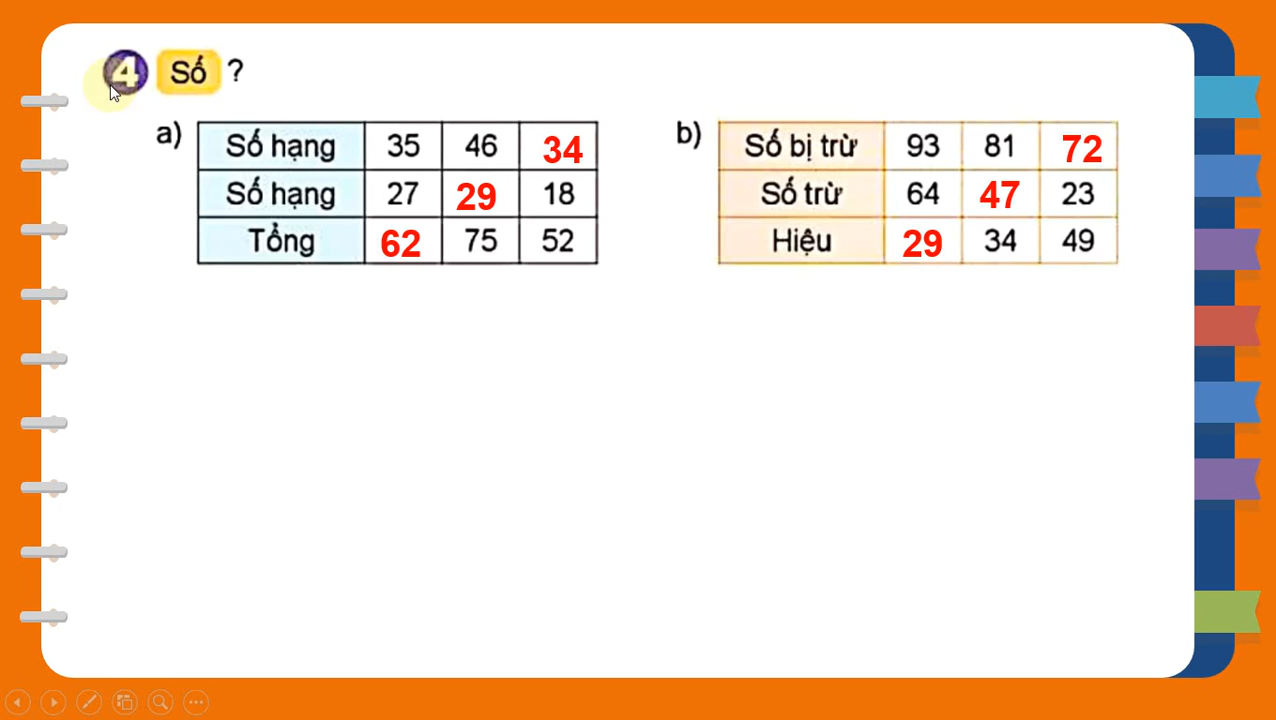 4 Số ?
a)
Số hạng 35 46 34
Số hạng 27 29 18
Tổng 62 75 52
b)
Số bị trừ 93 81 72
Số trừ 64 47 23
Hiệu 29 34 49